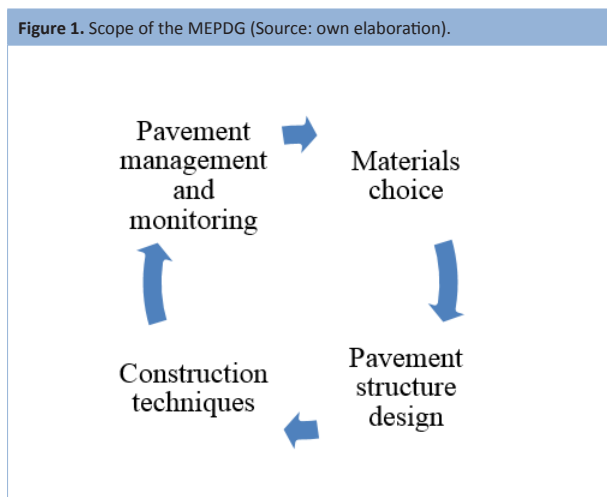 Figure 1. Scope of the MEPDG (Source: own elaboration).
Pavement
management
and
monitoring
Materials
choice
Pavement
structure
design
Construction
techniques